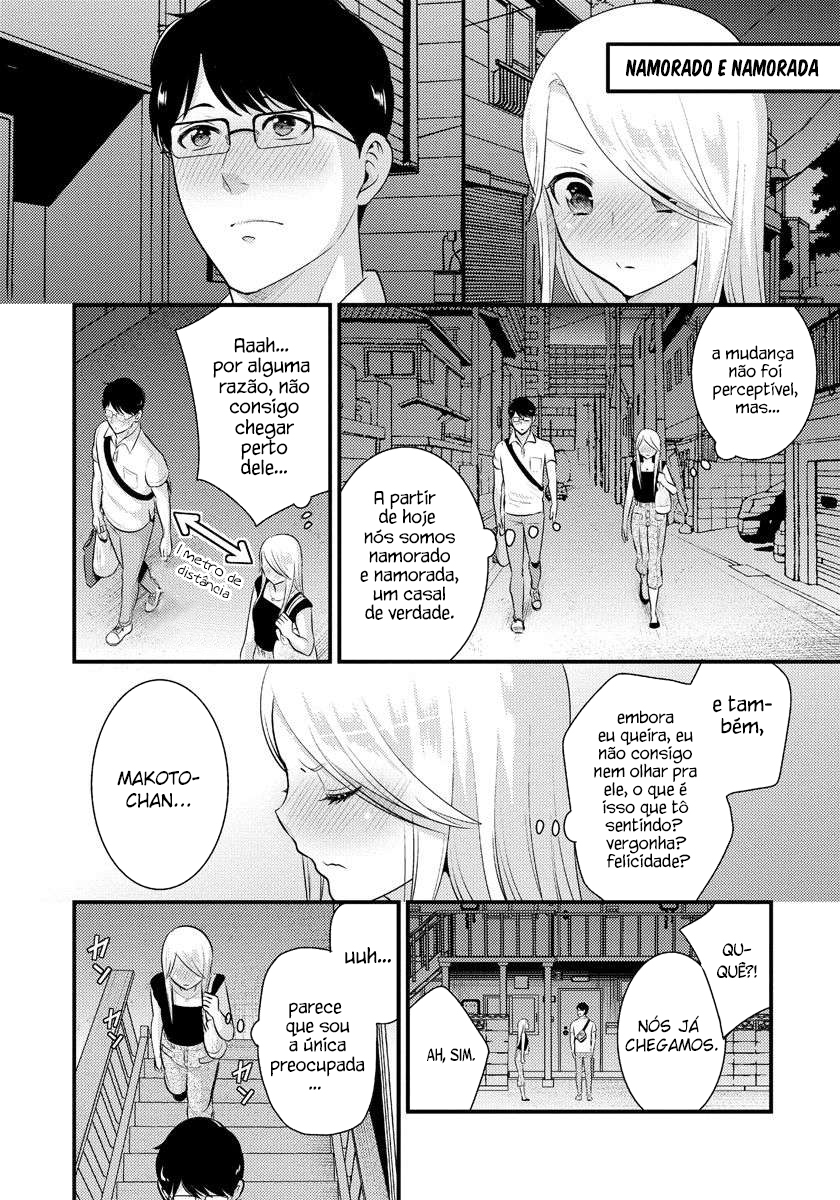 NAMORADO E NAMORADA
a mudança
não foi
perceptível,
mas...
A partir
de hoje
nós somos
namorado
e namorada,
um casal
de verdade.
Aaah...
por alguma
razão, não
consigo
chegar
perto
dele...
1 metro de
distância
e tam-
bém,
embora
eu queira, eu
não consigo
nem olhar pra
ele, o que é
isso que tô
sentindo?
vergonha?
felicidade?
MAKOTO-
CHAN...
QU-
QUÊ?!
NÓS JÁ
CHEGAMOS.
AH, SIM.
uuh...
parece
que sou
a única
preocupada
...